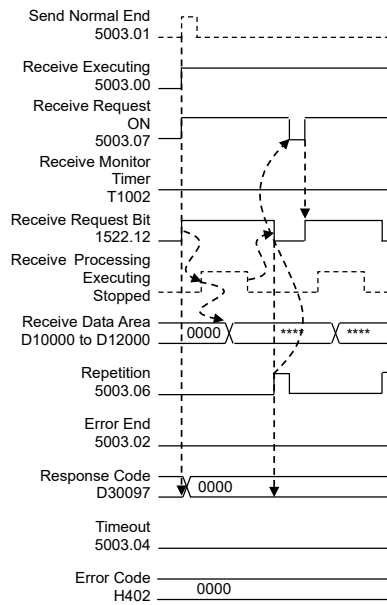 Send Normal End
5003.01
Receive Executing
5003.00
Receive Request
ON
5003.07
Receive Monitor
Timer
T1002
Receive Request Bit
1522.12
Receive Processing
Executing
Stopped
Receive Data Area
D10000 to D12000
0000
****
****
Repetition
5003.06
Error End
5003.02
Response Code
D30097
0000
Timeout
5003.04
Error Code
H402
0000